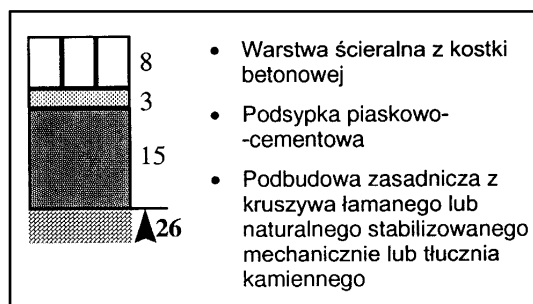 8
3
15
26
• Warstwa ścieralna z kostki
betonowej
• Podsypka piaskowo-
-cementowa
• Podbudowa zasadnicza z
kruszywa łamanego lub
naturalnego stabilizowanego
mechanicznie lub tłucznia
kamiennego